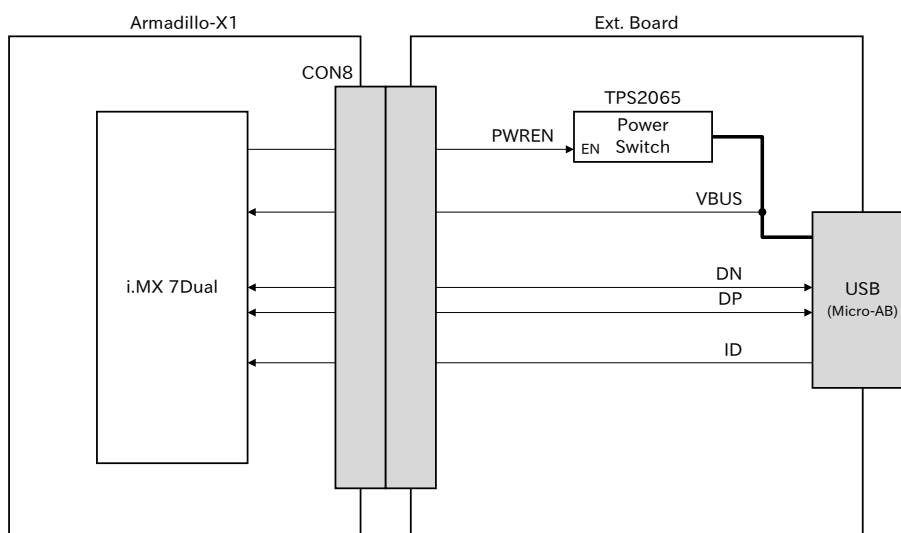 Armadillo-X1
Ext. Board
CON8
TPS2065
Power
Switch
PWREN
EN
VBUS
i.MX 7Dual
DN
DP
USB
(Micro-AB)
ID